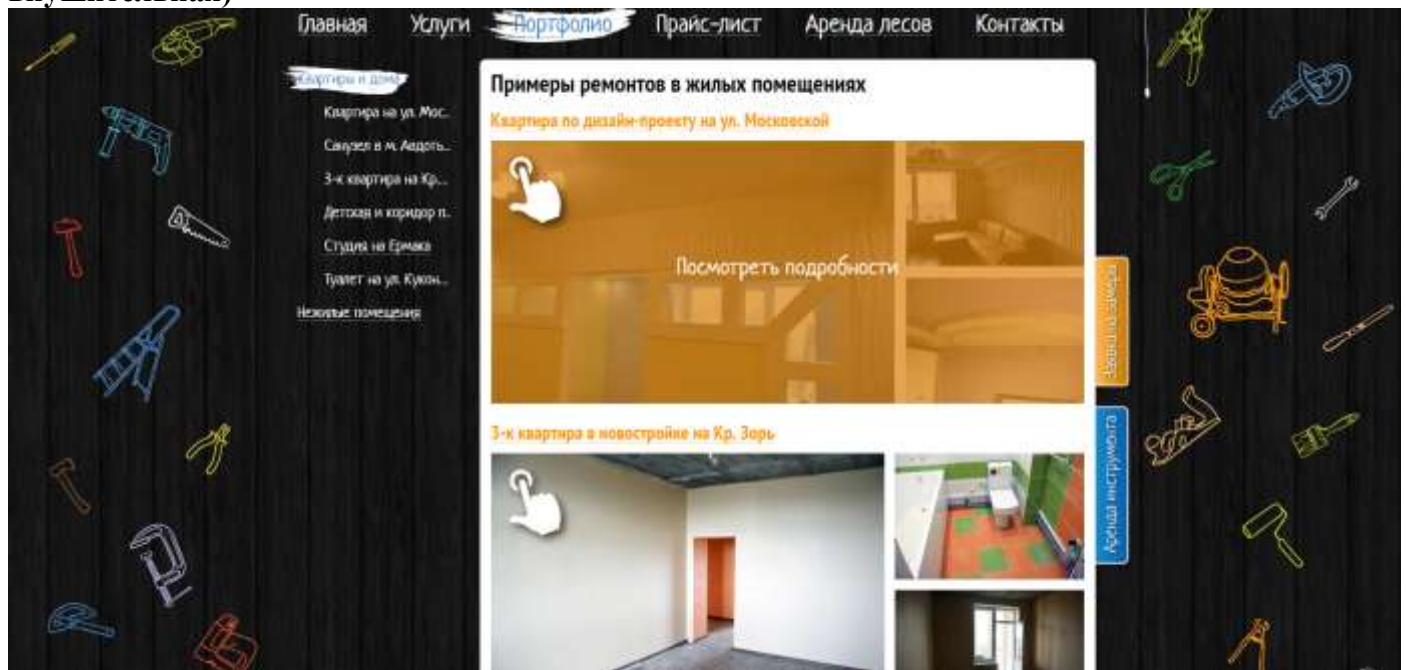 Главная Услуги Портфолио Прайс-лист Аренда лесов Контакты
Квартиры и дома
Квартира на ул. Мос...
Санузел в м. Авдоть...
3-к квартира на Кр....
Детская и коридор п..
Студия на Ермака
Туалет на ул. Кукон...
Нежилые помещения
Примеры ремонтов в жилых помещениях
Квартира по дизайн-проекту на ул. Московской
Посмотреть подробности
3-к квартира в новостройке на Кр. Зорь
Аренда инструмента